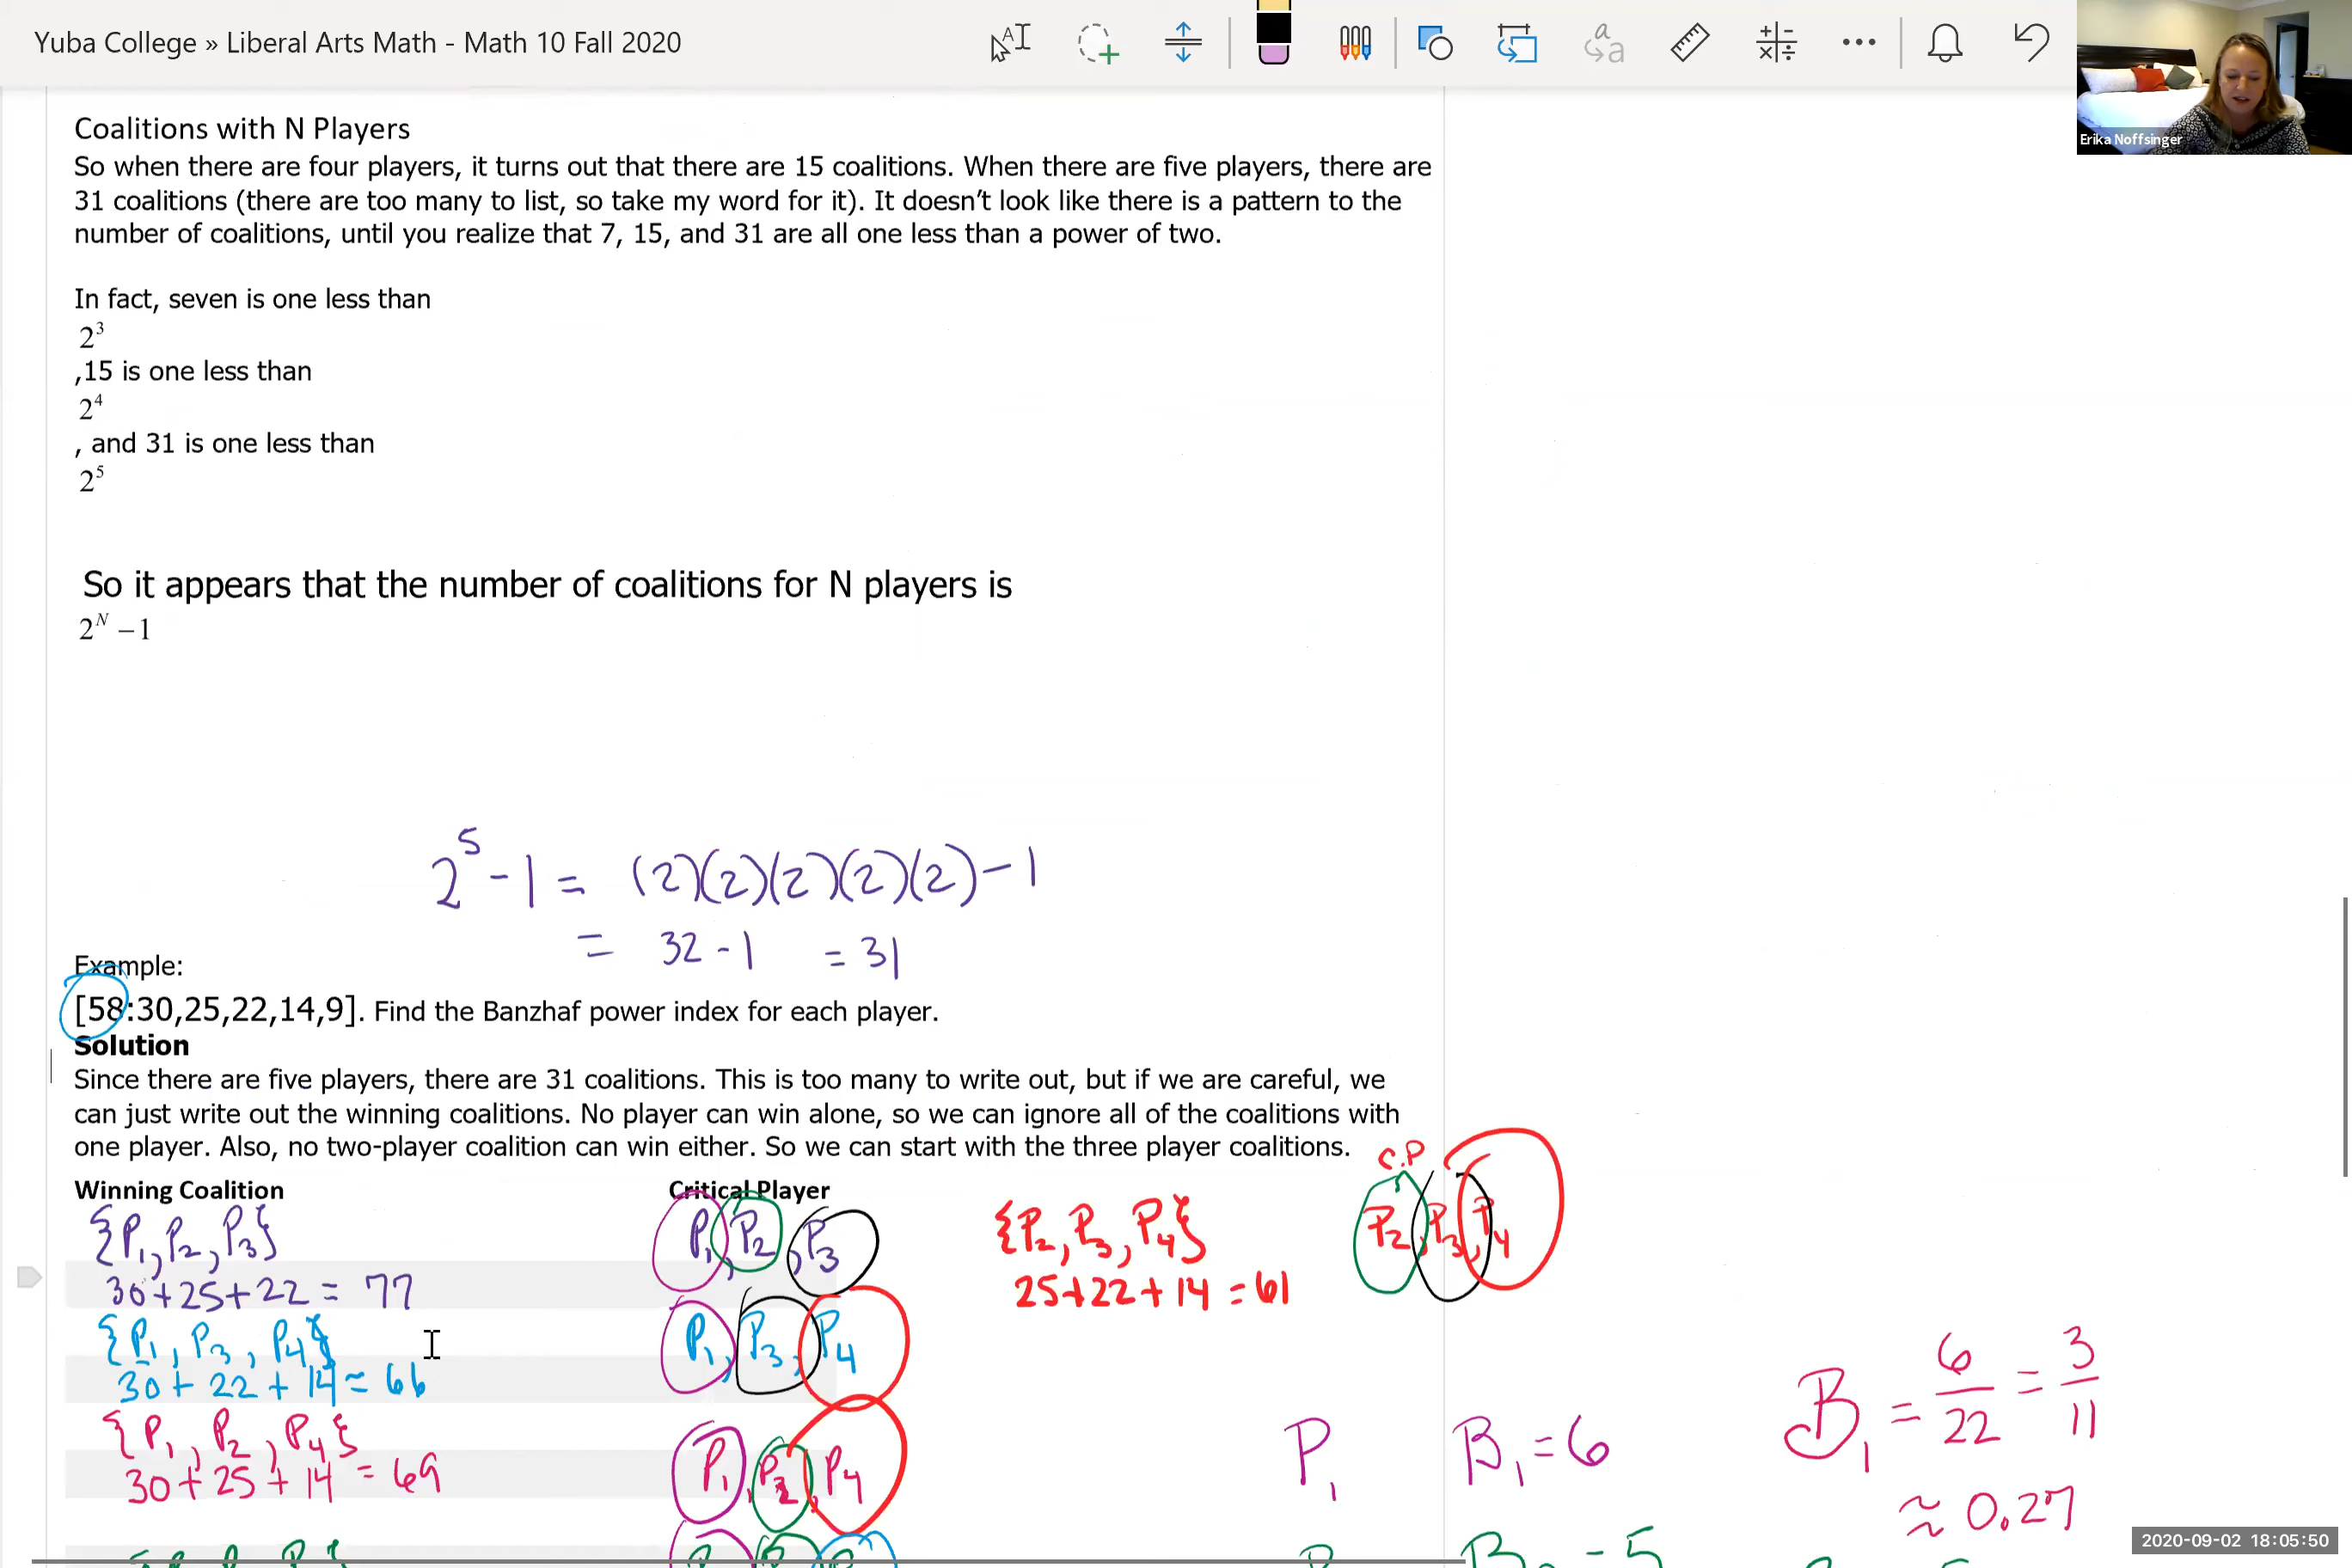 Yuba College » Liberal Arts Math - Math 10 Fall 2020
Erika Noffsinger
Coalitions with N Players
So when there are four players, it turns out that there are 15 coalitions. When there are five players, there are
31 coalitions (there are too many to list, so take my word for it). It doesn't look like there is a pattern to the
number of coalitions, until you realize that 7, 15, and 31 are all one less than a power of two.
In fact, seven is one less than
2³
,15 is one less than
2⁴
, and 31 is one less than
2⁵
So it appears that the number of coalitions for N players is
2ᴺ – 1
2⁵ - 1 = (2)(2)(2)(2)(2) - 1
= 32 - 1 = 31
Example:
[58:30,25,22,14,9]. Find the Banzhaf power index for each player.
Solution
Since there are five players, there are 31 coalitions. This is too many to write out, but if we are careful, we
can just write out the winning coalitions. No player can win alone, so we can ignore all of the coalitions with
one player. Also, no two-player coalition can win either. So we can start with the three player coalitions.
Winning Coalition Critical Player
{P₁, P₂, P₃} P₁, P₂, P₃
30+25+22 = 77
{P₁, P₃, P₄} P₁, P₃, P₄
30+ 22 + 14 = 66
{P₁, P₂, P₄} P₁, P₂, P₄
30+ 25 + 14 = 69
C.P
{P₂, P₃, P₄} P₂, P₃, P₄
25+22+14 = 61
P₁ B₁ = 6 B₁ = 6/22 = 3/11
≈ 0.27
2020-09-02 18:05:50